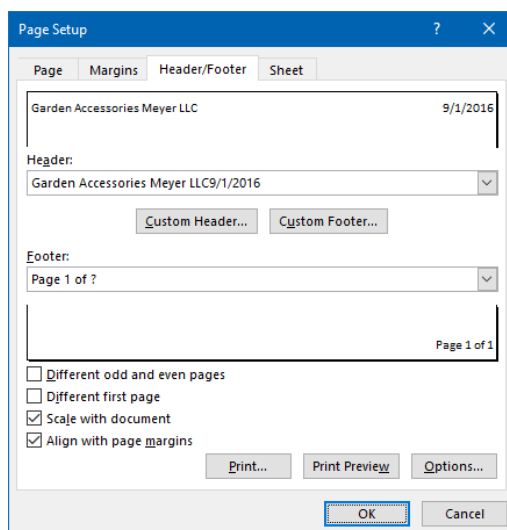 Page Setup ? ×
Page Margins Header/Footer Sheet
Garden Accessories Meyer LLC 9/1/2016
Header:
Garden Accessories Meyer LLC9/1/2016
Custom Header... Custom Footer...
Footer:
Page 1 of ?
Page 1 of 1
Different odd and even pages
Different first page
Scale with document
Align with page margins
Print... Print Preview Options...
OK Cancel